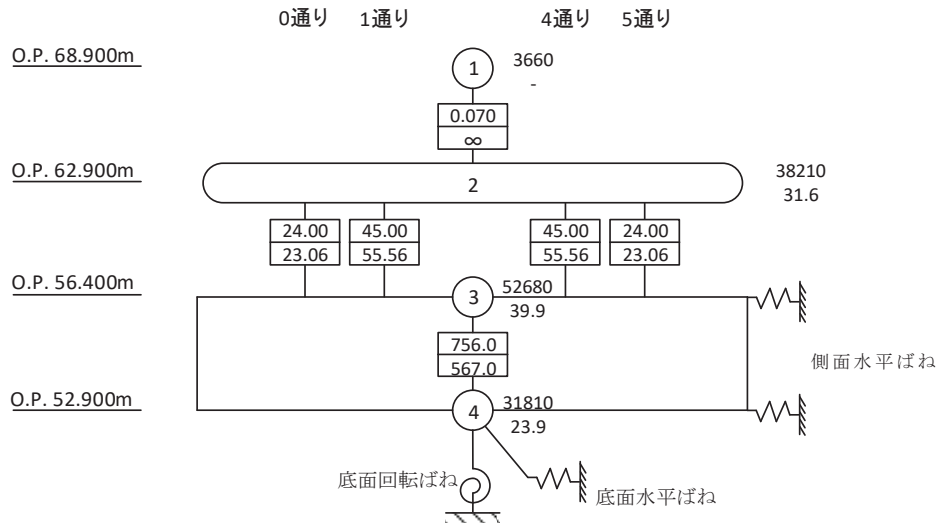 0通り 1通り 4通り 5通り
O.P. 68.900m 1 3660
-
0.070
∞
O.P. 62.900m 2 38210
31.6
24.00 45.00 45.00 24.00
23.06 55.56 55.56 23.06
O.P. 56.400m 3 52680
39.9
756.0
567.0
側面水平ばね
O.P. 52.900m 4 31810
23.9
底面回転ばね
底面水平ばね